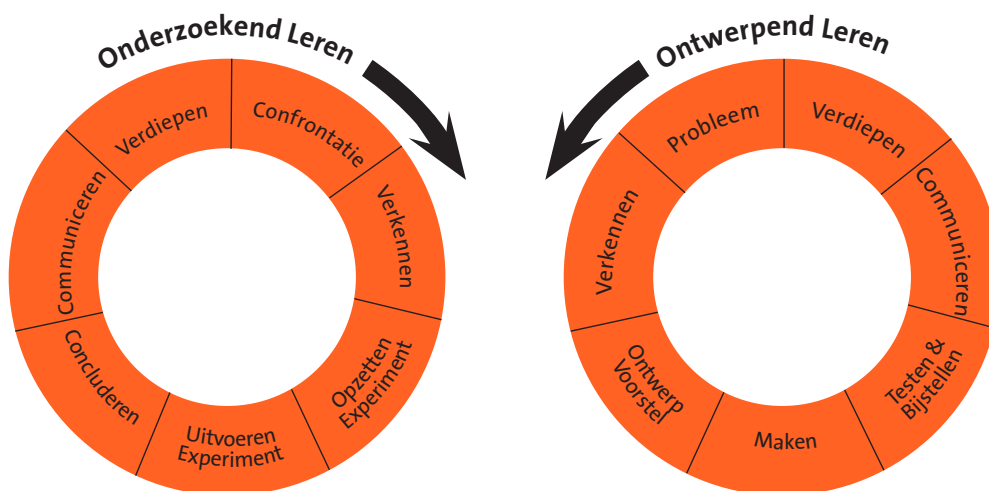 Onderzoekend Leren
Confrontatie
Verkennen
Opzetten
Experiment
Uitvoeren
Experiment
Concluderen
Communiceren
Verdiepen
Ontwerpend Leren
Probleem
Verkennen
Ontwerp
Voorstel
Maken
Testen &
Bijstellen
Communiceren
Verdiepen